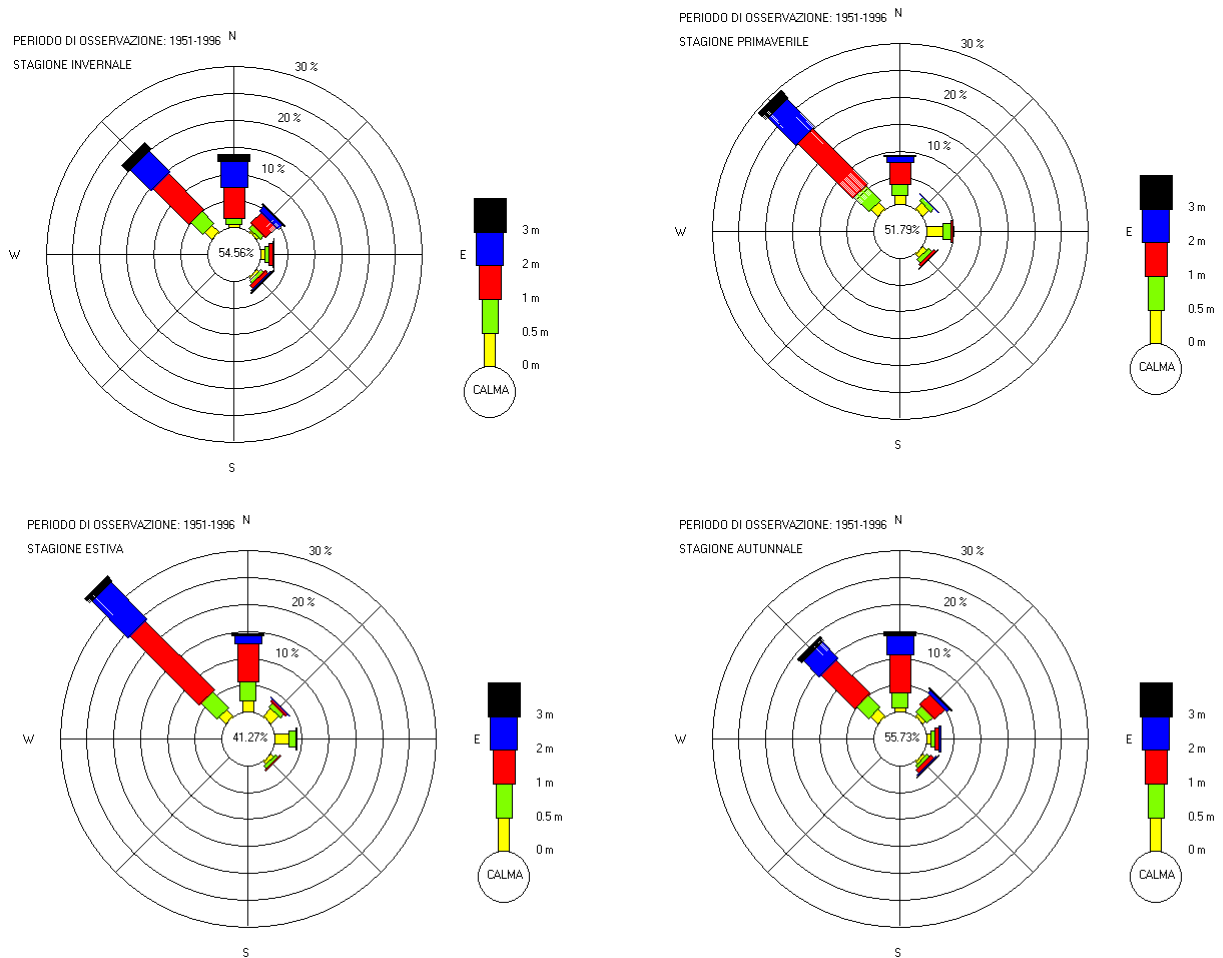 PERIODO DI OSSERVAZIONE: 1951-1996 N
STAGIONE INVERNALE
30 %
20 %
10 %
W
54.56%
E
S
3 m
2 m
1 m
0.5 m
0 m
CALMA
PERIODO DI OSSERVAZIONE: 1951-1996 N
STAGIONE PRIMAVERILE
30 %
20 %
10 %
W
51.79%
E
S
3 m
2 m
1 m
0.5 m
0 m
CALMA
PERIODO DI OSSERVAZIONE: 1951-1996 N
STAGIONE ESTIVA
30 %
20 %
10 %
W
41.27%
E
S
3 m
2 m
1 m
0.5 m
0 m
CALMA
PERIODO DI OSSERVAZIONE: 1951-1996 N
STAGIONE AUTUNNALE
30 %
20 %
10 %
W
55.73%
E
S
3 m
2 m
1 m
0.5 m
0 m
CALMA